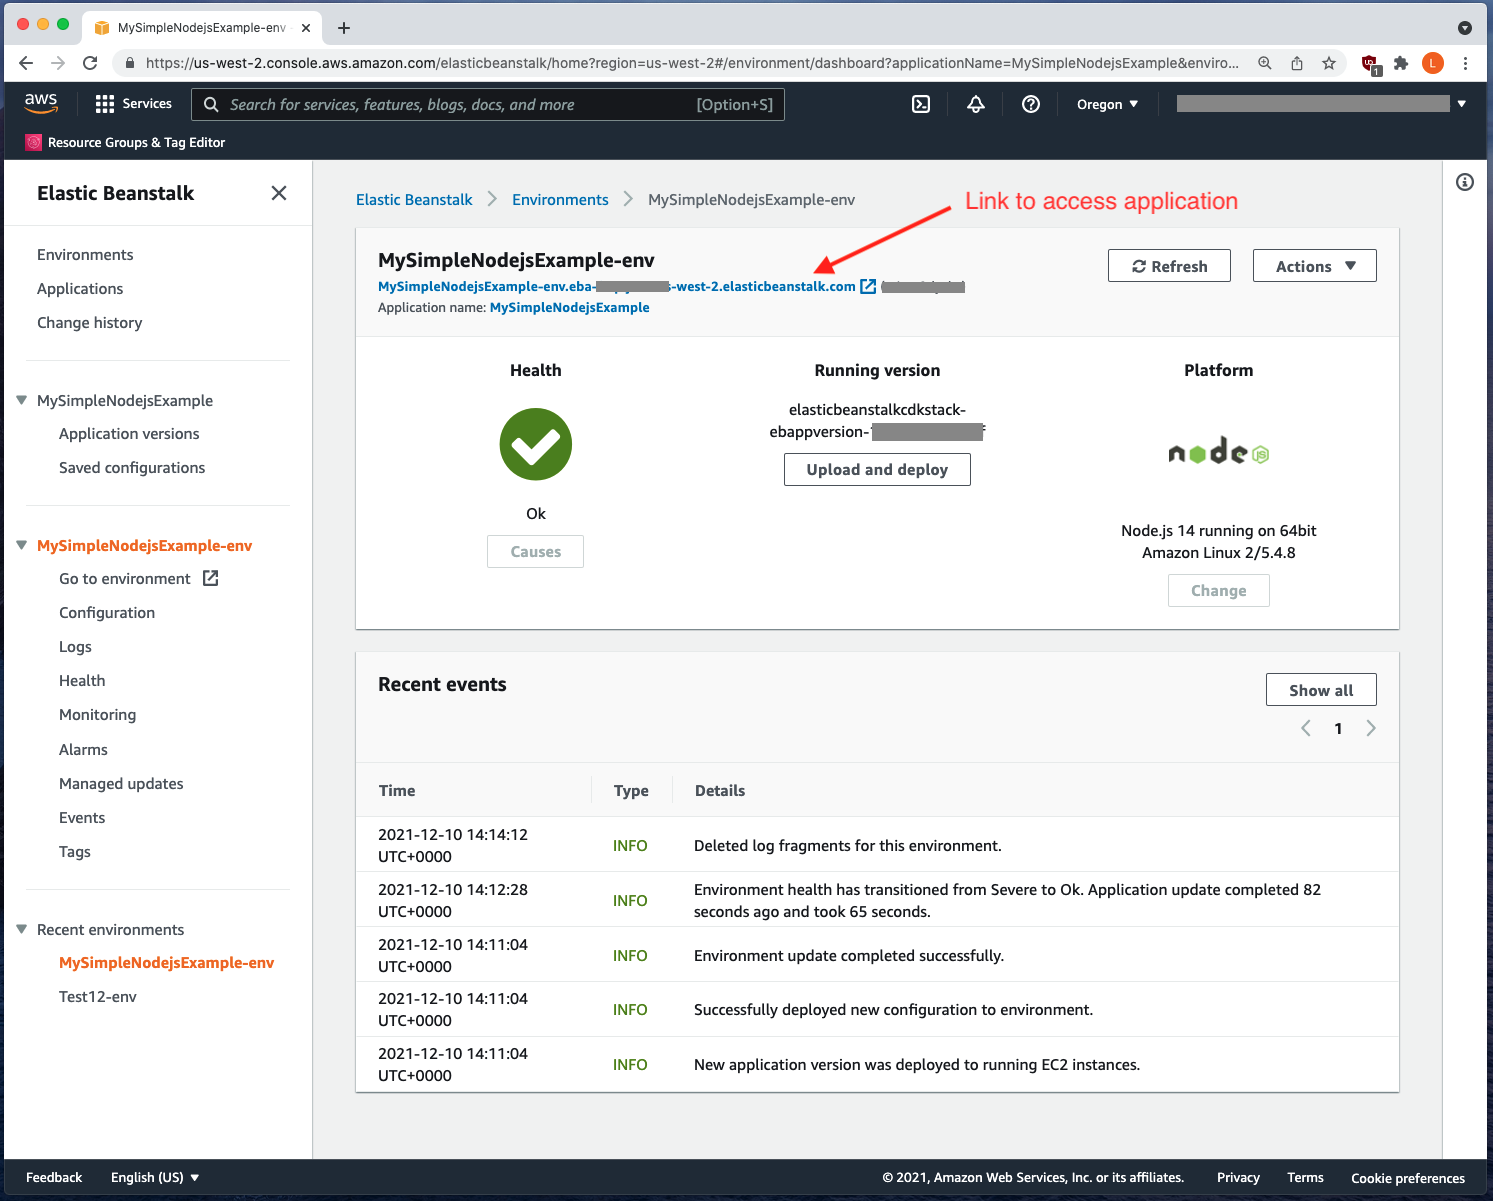 MySimpleNodejsExample-env
https://us-west-2.console.aws.amazon.com/elasticbeanstalk/home?region=us-west-2#/environment/dashboard?applicationName=MySimpleNodejsExample&enviro...
1
L
aws
Services
Search for services, features, blogs, docs, and more
[Option+S]
Oregon
Resource Groups & Tag Editor
Elastic Beanstalk
Environments
Applications
Change history
MySimpleNodejsExample
Application versions
Saved configurations
MySimpleNodejsExample-env
Go to environment
Configuration
Logs
Health
Monitoring
Alarms
Managed updates
Events
Tags
Recent environments
MySimpleNodejsExample-env
Test12-env
Elastic Beanstalk
Environments
MySimpleNodejsExample-env
Link to access application
MySimpleNodejsExample-env
MySimpleNodejsExample-env.eba- s-west-2.elasticbeanstalk.com
Application name: MySimpleNodejsExample
Refresh
Actions
Health
Ok
Causes
Running version
elasticbeanstalkcdkstack-
ebappversion-
Upload and deploy
Platform
node
JS
Node.js 14 running on 64bit
Amazon Linux 2/5.4.8
Change
Recent events
Show all
1
Time Type Details
2021-12-10 14:14:12
UTC+0000
INFO
Deleted log fragments for this environment.
2021-12-10 14:12:28
UTC+0000
INFO
Environment health has transitioned from Severe to Ok. Application update completed 82
seconds ago and took 65 seconds.
2021-12-10 14:11:04
UTC+0000
INFO
Environment update completed successfully.
2021-12-10 14:11:04
UTC+0000
INFO
Successfully deployed new configuration to environment.
2021-12-10 14:11:04
UTC+0000
INFO
New application version was deployed to running EC2 instances.
Feedback
English (US)
© 2021, Amazon Web Services, Inc. or its affiliates.
Privacy
Terms
Cookie preferences